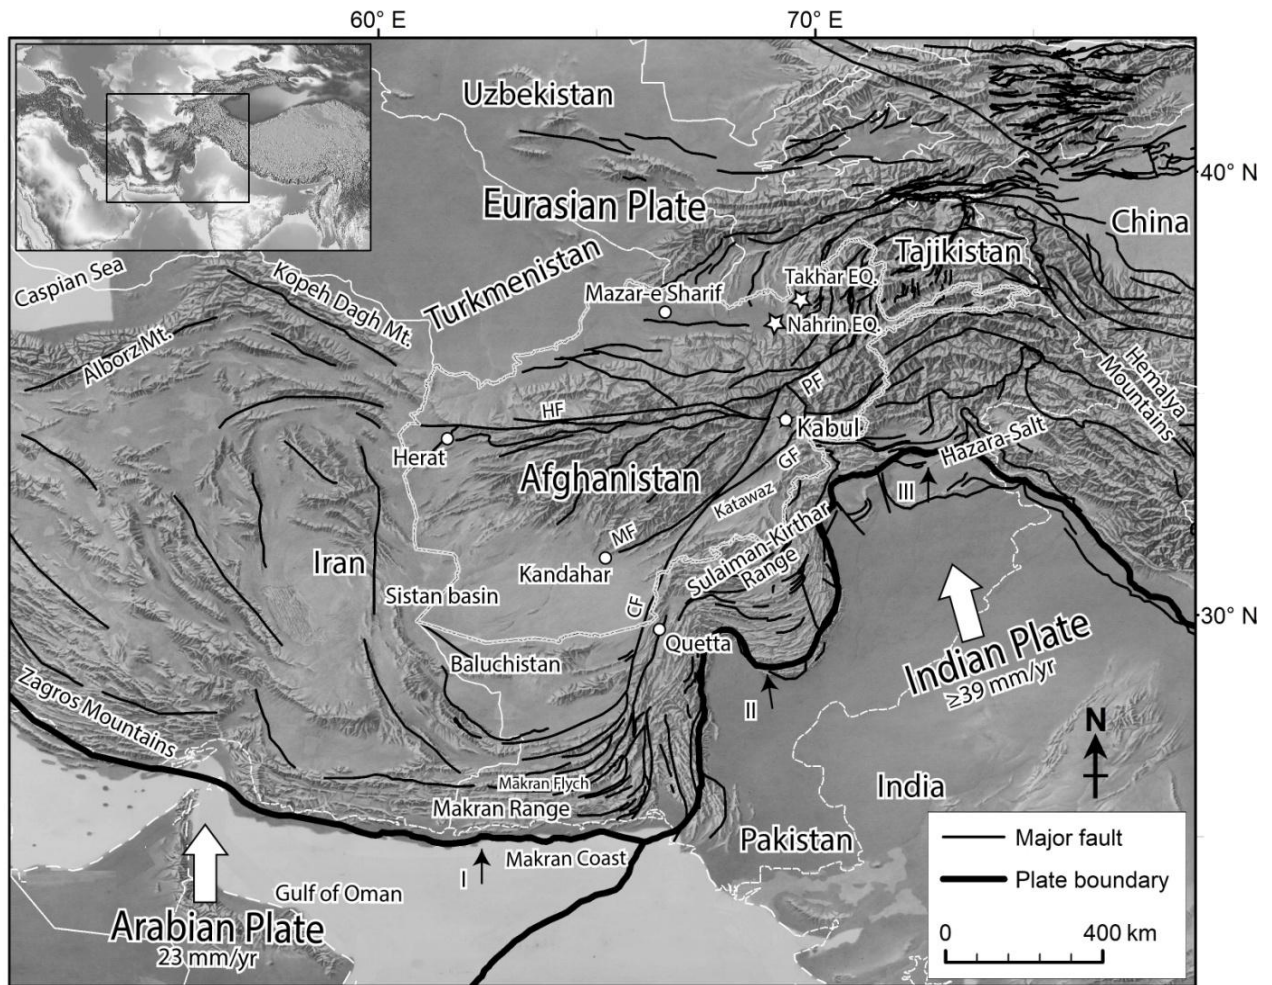 60° E
70° E
Uzbekistan
40° N
Eurasian Plate
China
Tajikistan
Caspian Sea
Kopeh Dagh Mt.
Turkmenistan
Takhar EQ.
Mazar-e Sharif
Nahrin EQ.
Alborz Mt.
Hemalya
Mountains
PF
HF
Kabul
Herat
Hazara-Salt
GF
Afghanistan
Katawaz
III
MF
Sulaiman-Kirthar
Range
Iran
Kandahar
Sistan basin
CF
30° N
Quetta
Baluchistan
Indian Plate
≥39 mm/yr
Zagros Mountains
II
N
Makran Flych
Makran Range
India
Pakistan
Major fault
Makran Coast
I
Plate boundary
Gulf of Oman
Arabian Plate
23 mm/yr
0
400 km